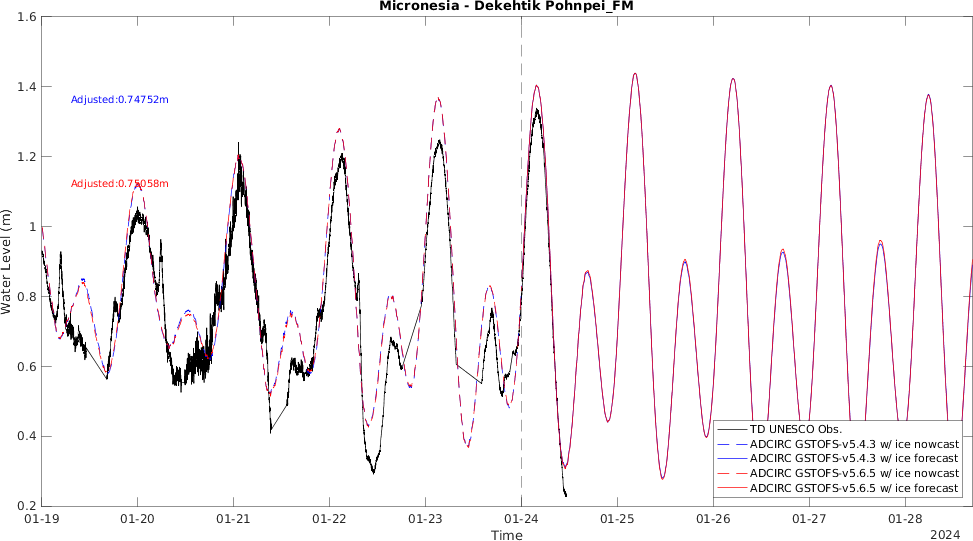 Micronesia - Dekehtik Pohnpei_FM
1.6
1.4
1.2
1
0.8
0.6
0.4
0.2
Water Level (m)
Adjusted:0.74752m
Adjusted:0.75058m
TD UNESCO Obs.
ADCIRC GSTOFS-v5.4.3 w/ ice nowcast
ADCIRC GSTOFS-v5.4.3 w/ ice forecast
ADCIRC GSTOFS-v5.6.5 w/ ice nowcast
ADCIRC GSTOFS-v5.6.5 w/ ice forecast
01-19 01-20 01-21 01-22 01-23 01-24 01-25 01-26 01-27 01-28
Time
2024